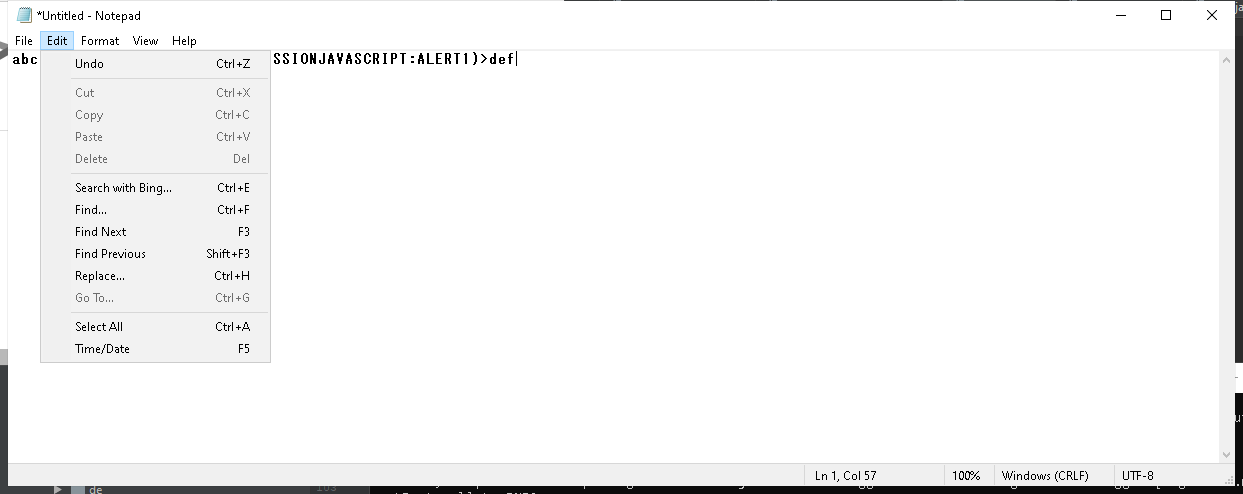 *Untitled - Notepad
File Edit Format View Help
abc SSIONJAVASCRIPT:ALERT1)>def
Undo Ctrl+Z
Cut Ctrl+X
Copy Ctrl+C
Paste Ctrl+V
Delete Del
Search with Bing... Ctrl+E
Find... Ctrl+F
Find Next F3
Find Previous Shift+F3
Replace... Ctrl+H
Go To... Ctrl+G
Select All Ctrl+A
Time/Date F5
Ln 1, Col 57 100% Windows (CRLF) UTF-8
de 103